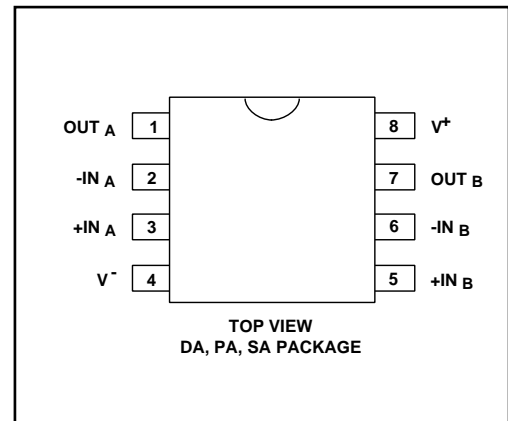 OUT A 1 8 V+
-IN A 2 7 OUT B
+IN A 3 6 -IN B
V- 4 5 +IN B
TOP VIEW
DA, PA, SA PACKAGE